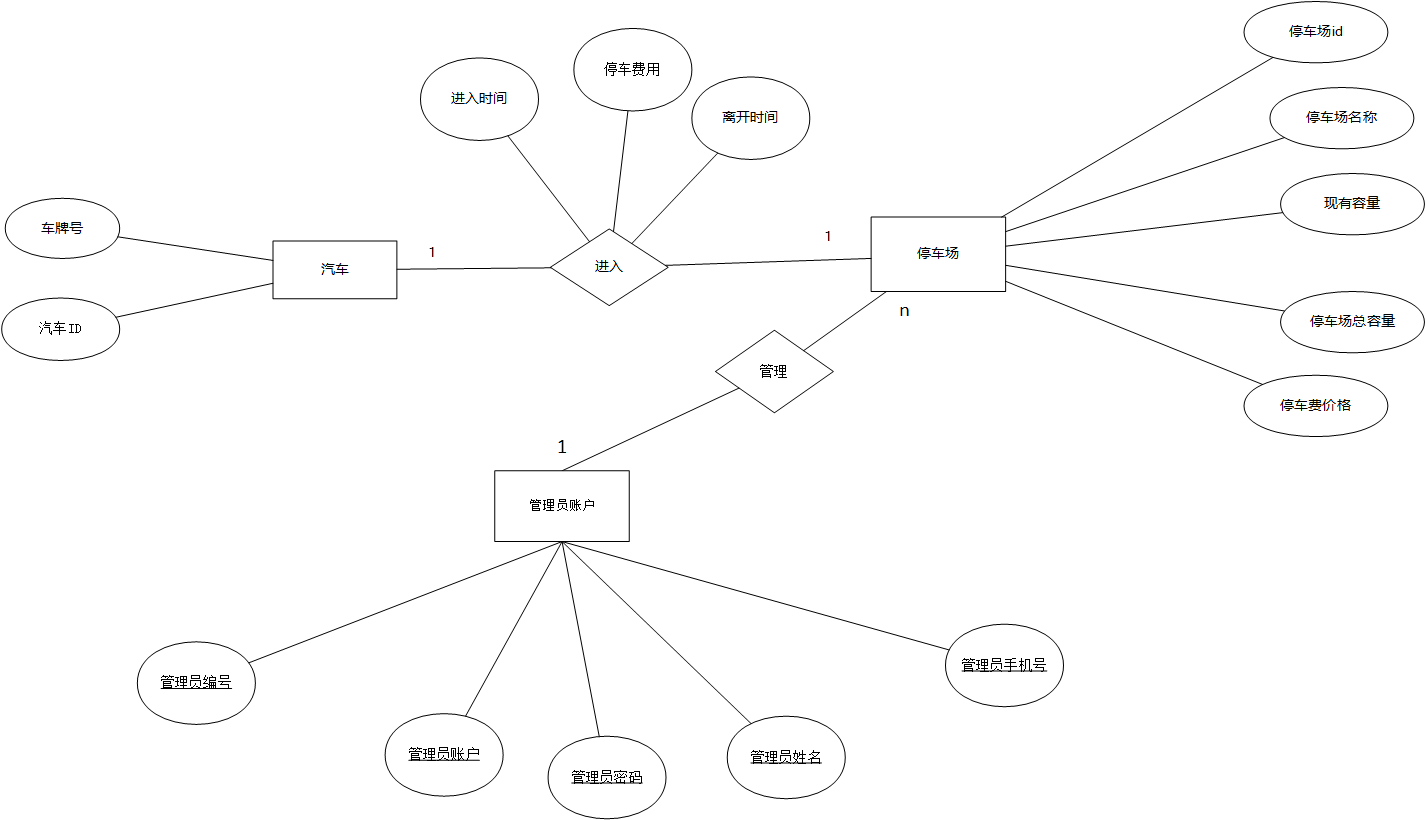 停车场id
停车费用
进入时间
离开时间
停车场名称
现有容量
车牌号
1
1
停车场
汽车
进入
n
汽车ID
停车场总容量
管理
停车费价格
1
管理员账户
管理员手机号
管理员编号
管理员账户
管理员姓名
管理员密码